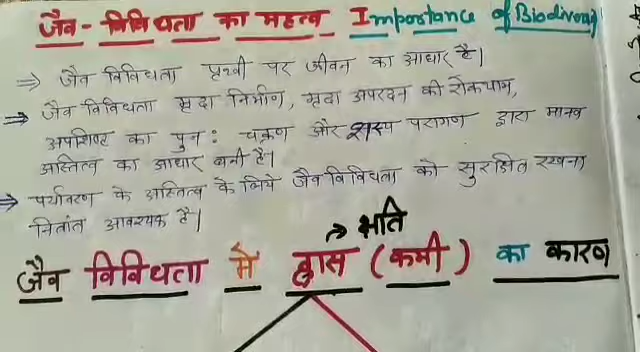 जैव - विविधता का महत्व Importance of Biodiversity
⇒ जैव विविधता पृथ्वी पर जीवन का आधार है।
⇒ जैव विविधता मृदा निर्माण, मृदा अपरदन की रोकथाम,
अपशिष्ट का पुन: चक्रण और शस्य परागण द्वारा मानव
अस्तित्व का आधार बनी है।
⇒ पर्यावरण के अस्तित्व के लिये जैव विविधता को सुरक्षित रखना
नितांत आवश्यक है।
→ क्षति
जैव विविधता में ह्रास (कमी) का कारण